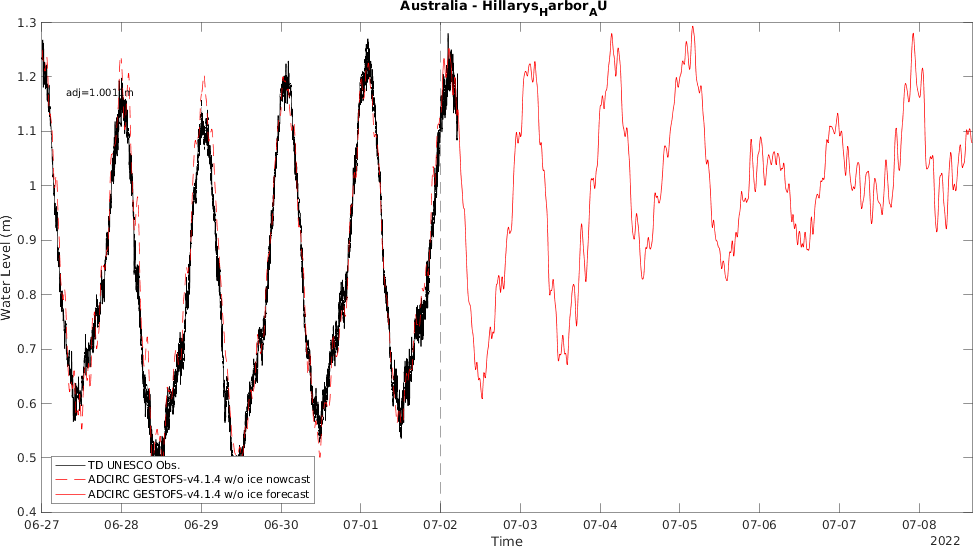 Australia - HillarysHarborAU
1.3
1.2
adj=1.001 m
1.1
1
0.9
0.8
0.7
0.6
0.5
0.4
Water Level (m)
TD UNESCO Obs.
ADCIRC GESTOFS-v4.1.4 w/o ice nowcast
ADCIRC GESTOFS-v4.1.4 w/o ice forecast
06-27 06-28 06-29 06-30 07-01 07-02 07-03 07-04 07-05 07-06 07-07 07-08
Time
2022